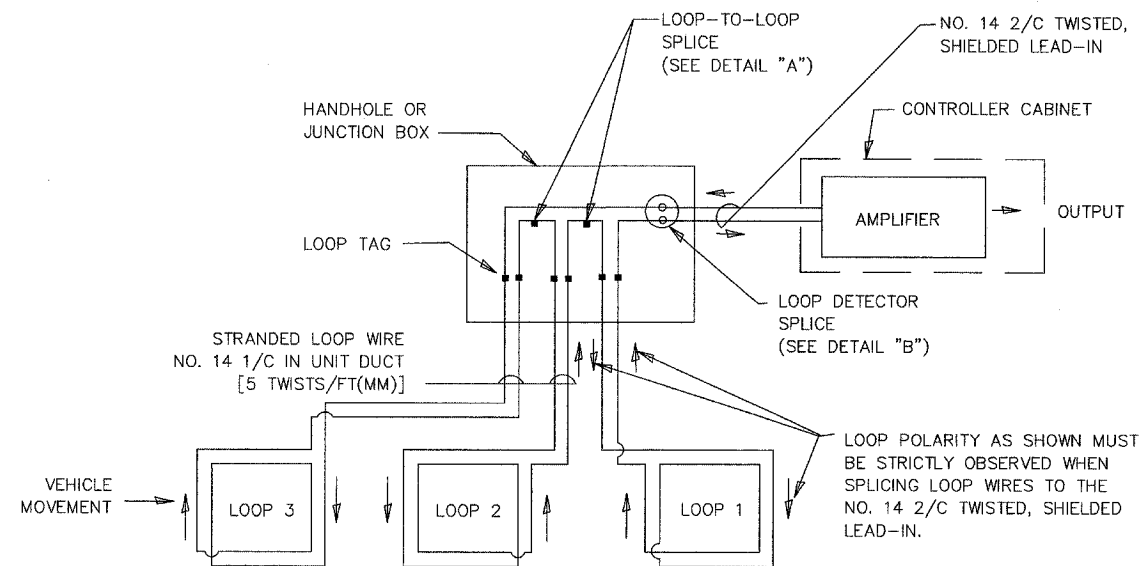 LOOP-TO-LOOP
SPLICE
(SEE DETAIL "A")
NO. 14 2/C TWISTED,
SHIELDED LEAD-IN
HANDHOLE OR
JUNCTION BOX
CONTROLLER CABINET
AMPLIFIER
OUTPUT
LOOP TAG
LOOP DETECTOR
SPLICE
(SEE DETAIL "B")
STRANDED LOOP WIRE
NO. 14 1/C IN UNIT DUCT
[5 TWISTS/FT(MM)]
LOOP POLARITY AS SHOWN MUST
BE STRICTLY OBSERVED WHEN
SPLICING LOOP WIRES TO THE
NO. 14 2/C TWISTED, SHIELDED
LEAD-IN.
VEHICLE
MOVEMENT
LOOP 3
LOOP 2
LOOP 1